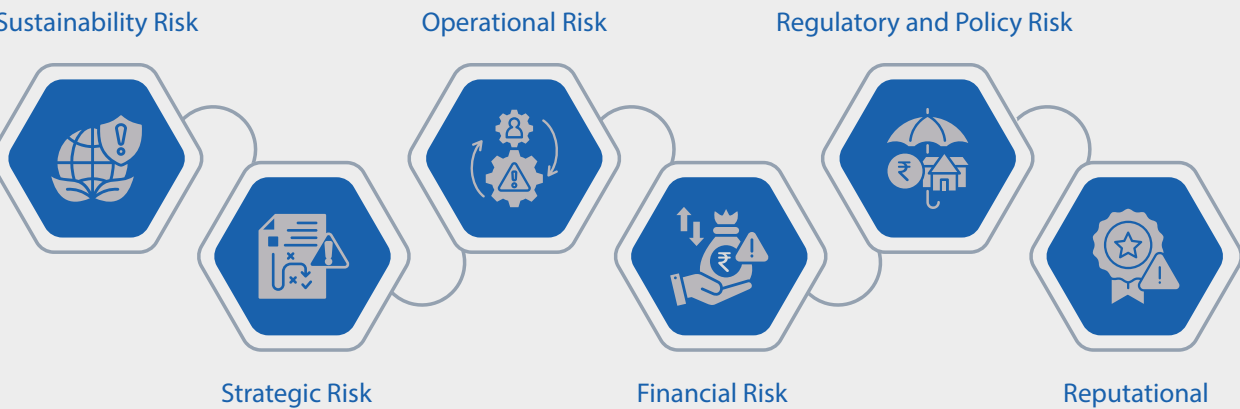 Sustainability Risk
Operational Risk
Regulatory and Policy Risk
₹
₹
Strategic Risk
Financial Risk
Reputational